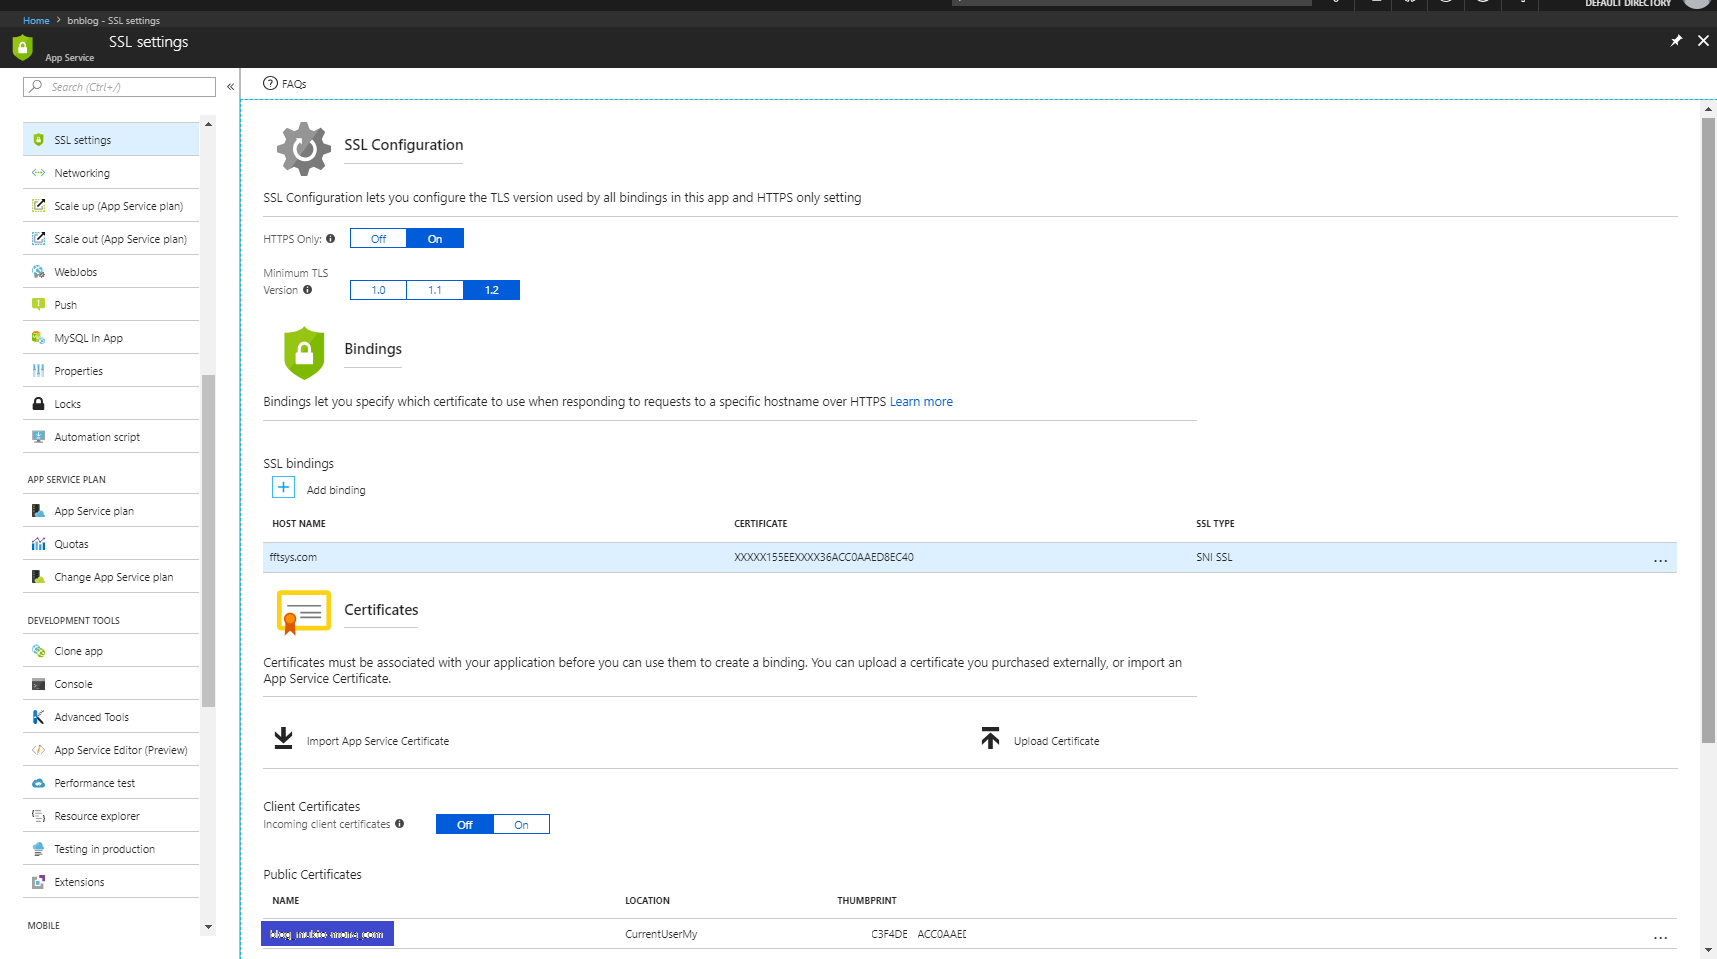 DEFAULT DIRECTORY
Home > bnblog - SSL settings
SSL settings
App Service
Search (Ctrl+/)
«
SSL settings
Networking
Scale up (App Service plan)
Scale out (App Service plan)
WebJobs
Push
MySQL In App
Properties
Locks
Automation script
APP SERVICE PLAN
App Service plan
Quotas
Change App Service plan
DEVELOPMENT TOOLS
Clone app
Console
Advanced Tools
App Service Editor (Preview)
Performance test
Resource explorer
Testing in production
Extensions
MOBILE
FAQs
SSL Configuration
SSL Configuration lets you configure the TLS version used by all bindings in this app and HTTPS only setting
HTTPS Only: Off On
Minimum TLS
Version 1.0 1.1 1.2
Bindings
Bindings let you specify which certificate to use when responding to requests to a specific hostname over HTTPS Learn more
SSL bindings
Add binding
HOST NAME CERTIFICATE SSL TYPE
fftsys.com XXXXX155EEXXXX36ACC0AAED8EC40 SNI SSL ...
Certificates
Certificates must be associated with your application before you can use them to create a binding. You can upload a certificate you purchased externally, or import an
App Service Certificate.
Import App Service Certificate Upload Certificate
Client Certificates
Incoming client certificates Off On
Public Certificates
NAME LOCATION THUMBPRINT
CurrentUserMy C3F4DE ACC0AAED ...